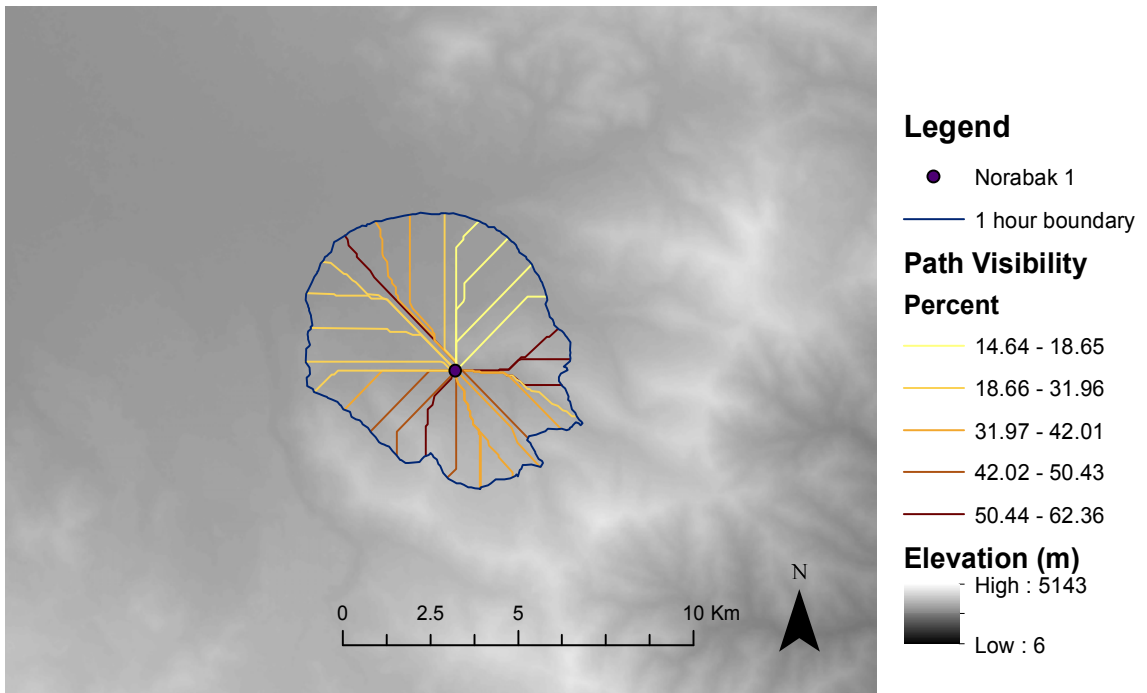 Legend
Norabak 1
1 hour boundary
Path Visibility
Percent
14.64 - 18.65
18.66 - 31.96
31.97 - 42.01
42.02 - 50.43
50.44 - 62.36
Elevation (m)
High : 5143
Low : 6
N
0 2.5 5 10 Km